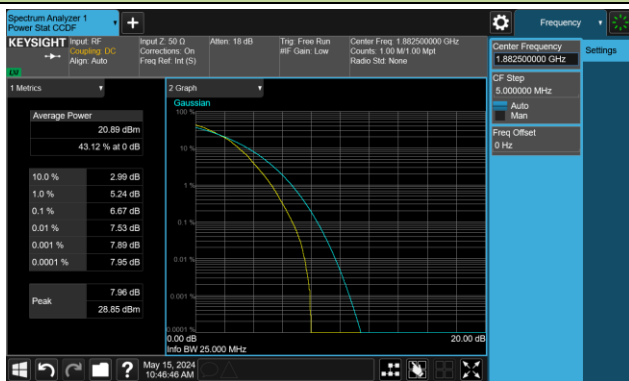 Spectrum Analyzer 1
Power Stat CCDF
Frequency
KEYSIGHT
Input: RF
Coupling: DC
Align: Auto
Input Z: 50 Ω
Corrections: On
Freq Ref: Int (S)
Atten: 18 dB
Trig: Free Run
#IF Gain: Low
Center Freq: 1.882500000 GHz
Counts: 1.00 M/1.00 Mpt
Radio Std: None
Center Frequency
1.882500000 GHz
Settings
CF Step
5.000000 MHz
Auto
Man
Freq Offset
0 Hz
1 Metrics
Average Power
20.89 dBm
43.12 % at 0 dB
10.0 % 2.99 dB
1.0 % 5.24 dB
0.1 % 6.67 dB
0.01 % 7.53 dB
0.001 % 7.89 dB
0.0001 % 7.95 dB
Peak
7.96 dB
28.85 dBm
2 Graph
Gaussian
100 %
10 %
1 %
0.1 %
0.01 %
0.001 %
0.0001 %
0.00 dB
20.00 dB
Info BW 25.000 MHz
May 15, 2024
10:46:46 AM